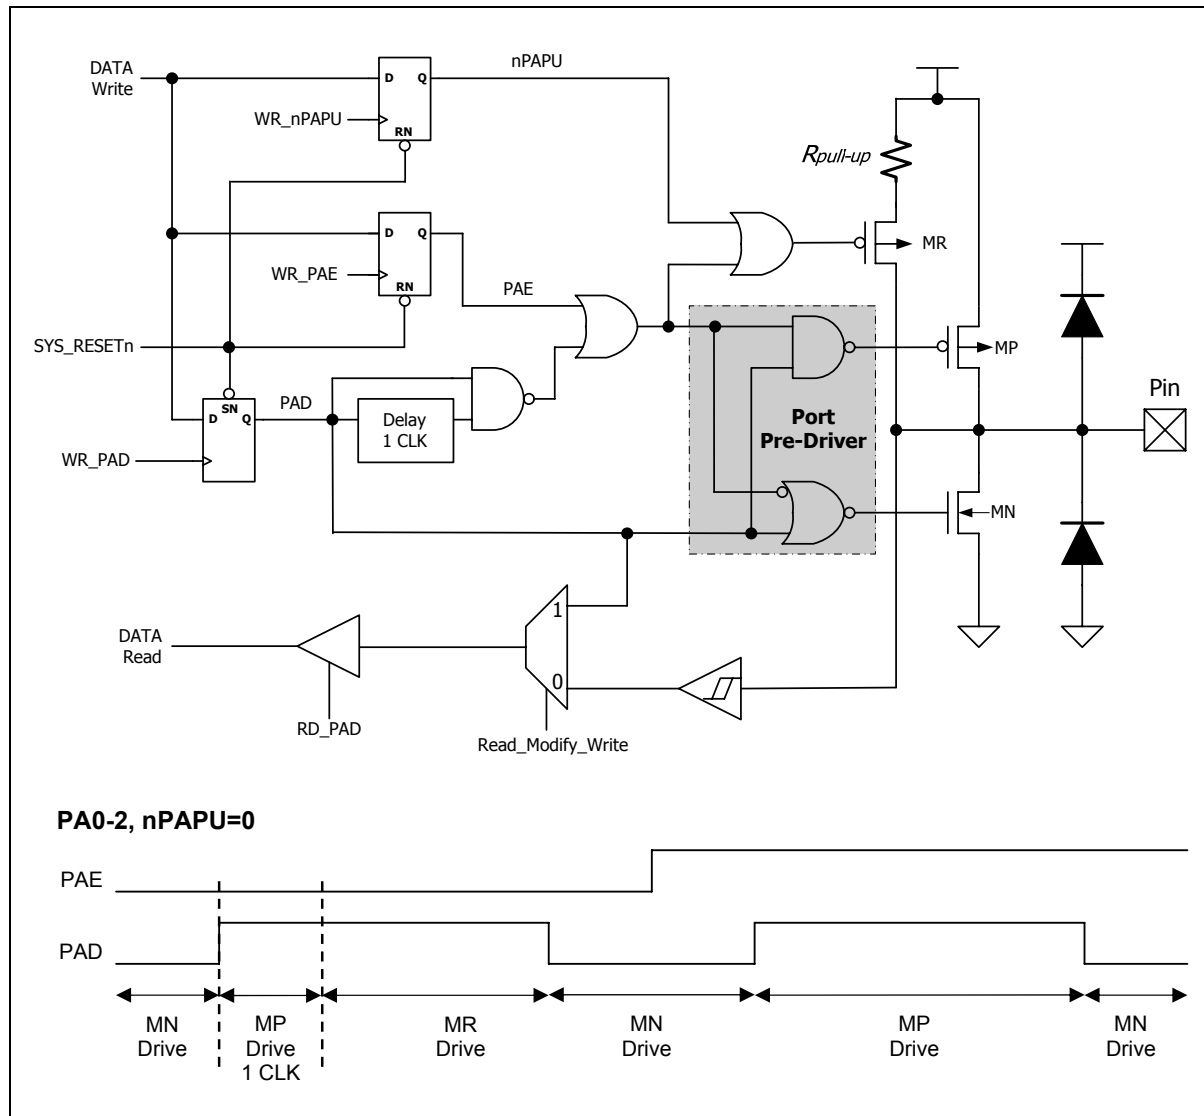 nPAPU
DATA
Write
D
Q
WR_nPAPU
RN
Rpull-up
D
Q
MR
WR_PAE
RN
PAE
SYS_RESETn
MP
SN
D
Q
PAD
Delay
1 CLK
Port
Pre-Driver
Pin
WR_PAD
MN
1
DATA
Read
0
RD_PAD
Read_Modify_Write
PA0-2, nPAPU=0
PAE
PAD
MN
Drive
MP
Drive
1 CLK
MR
Drive
MN
Drive
MP
Drive
MN
Drive